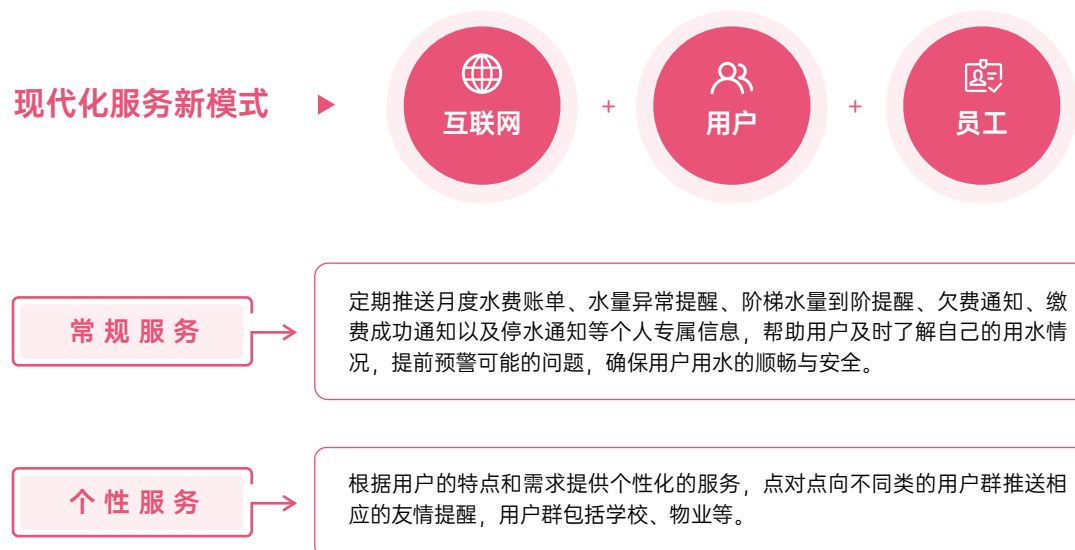 现代化服务新模式
互联网
+
用户
+
员工
常规服务
定期推送月度水费账单、水量异常提醒、阶梯水量到阶提醒、欠费通知、缴
费成功通知以及停水通知等个人专属信息，帮助用户及时了解自己的用水情
况，提前预警可能的问题，确保用户用水的顺畅与安全。
个性服务
根据用户的特点和需求提供个性化的服务，点对点向不同类的用户群推送相
应的友情提醒，用户群包括学校、物业等。